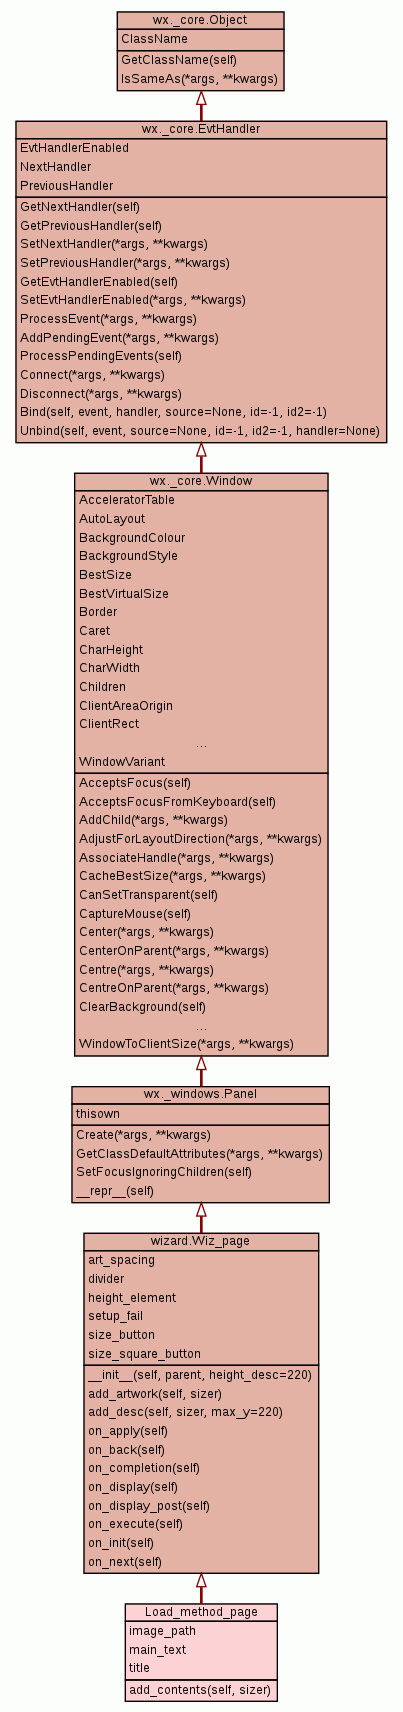 wx._core.Object
ClassName
GetClassName(self)
IsSameAs(*args, **kwargs)
wx._core.EvtHandler
EvtHandlerEnabled
NextHandler
PreviousHandler
GetNextHandler(self)
GetPreviousHandler(self)
SetNextHandler(*args, **kwargs)
SetPreviousHandler(*args, **kwargs)
GetEvtHandlerEnabled(self)
SetEvtHandlerEnabled(*args, **kwargs)
ProcessEvent(*args, **kwargs)
AddPendingEvent(*args, **kwargs)
ProcessPendingEvents(self)
Connect(*args, **kwargs)
Disconnect(*args, **kwargs)
Bind(self, event, handler, source=None, id=-1, id2=-1)
Unbind(self, event, source=None, id=-1, id2=-1, handler=None)
wx._core.Window
AcceleratorTable
AutoLayout
BackgroundColour
BackgroundStyle
BestSize
BestVirtualSize
Border
Caret
CharHeight
CharWidth
Children
ClientAreaOrigin
ClientRect
...
WindowVariant
AcceptsFocus(self)
AcceptsFocusFromKeyboard(self)
AddChild(*args, **kwargs)
AdjustForLayoutDirection(*args, **kwargs)
AssociateHandle(*args, **kwargs)
CacheBestSize(*args, **kwargs)
CanSetTransparent(self)
CaptureMouse(self)
Center(*args, **kwargs)
CenterOnParent(*args, **kwargs)
Centre(*args, **kwargs)
CentreOnParent(*args, **kwargs)
ClearBackground(self)
...
WindowToClientSize(*args, **kwargs)
wx._windows.Panel
thisown
Create(*args, **kwargs)
GetClassDefaultAttributes(*args, **kwargs)
SetFocusIgnoringChildren(self)
__repr__(self)
wizard.Wiz_page
art_spacing
divider
height_element
setup_fail
size_button
size_square_button
__init__(self, parent, height_desc=220)
add_artwork(self, sizer)
add_desc(self, sizer, max_y=220)
on_apply(self)
on_back(self)
on_completion(self)
on_display(self)
on_display_post(self)
on_execute(self)
on_init(self)
on_next(self)
Load_method_page
image_path
main_text
title
add_contents(self, sizer)